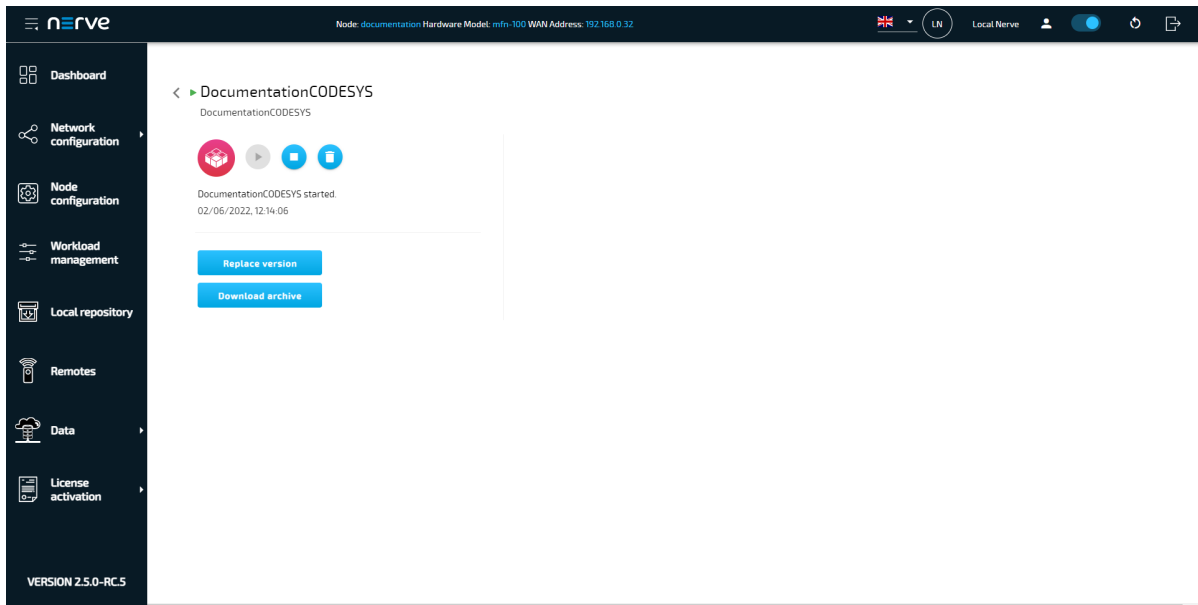 nerve
Node: documentation Hardware Model: mfn-100 WAN Address: 192.168.0.32
LN
Local Nerve
Dashboard
Network
configuration
Node
configuration
Workload
management
Local repository
Remotes
Data
License
activation
VERSION 2.5.0-RC.5
DocumentationCODESYS
DocumentationCODESYS
DocumentationCODESYS started.
02/06/2022, 12:14:06
Replace version
Download archive